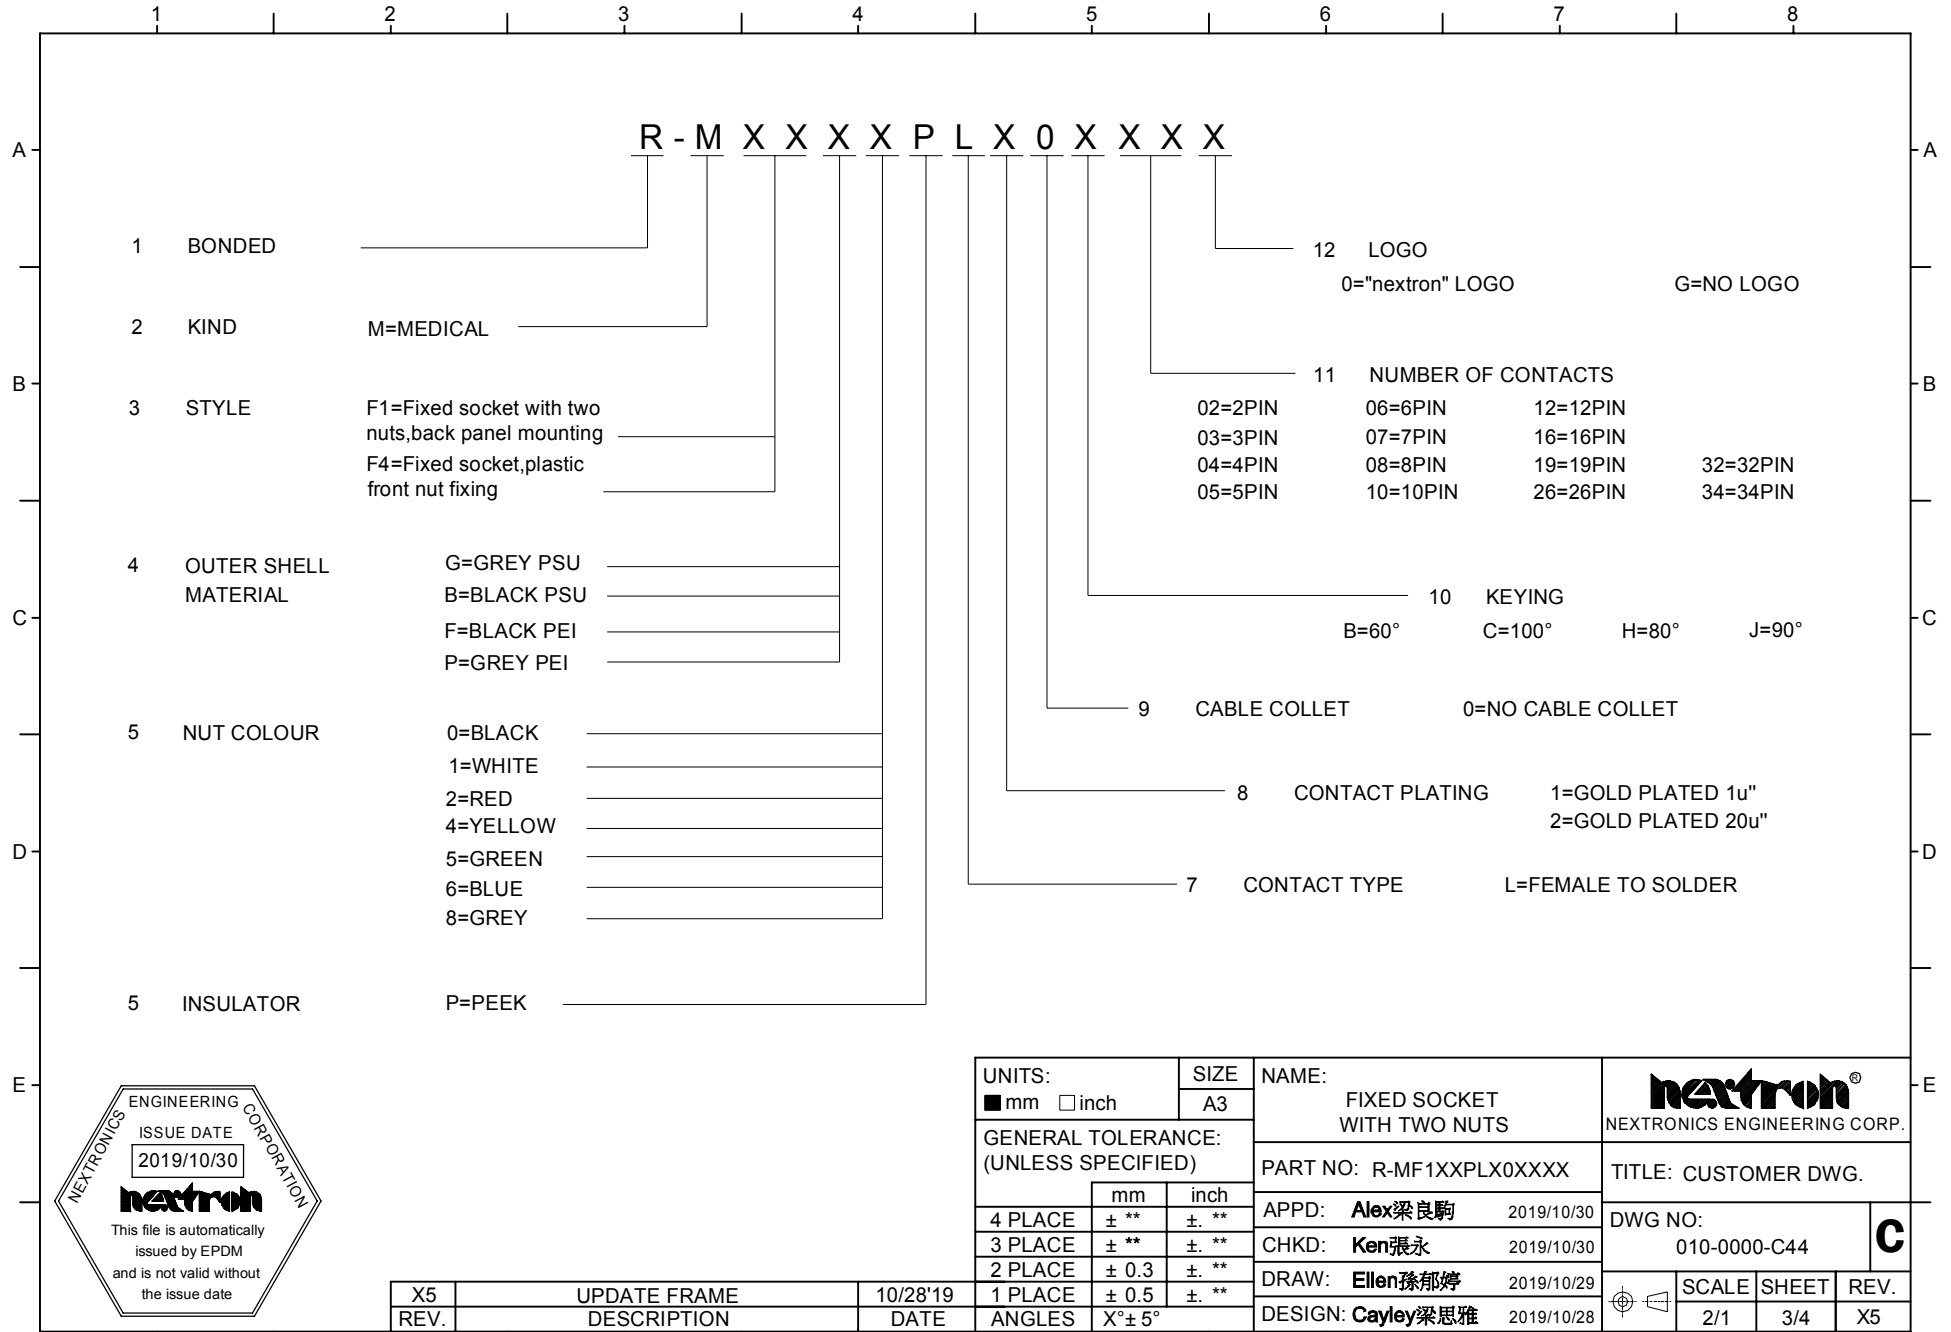 1 2 3 4 5 6 7 8
A A
R - M X X X X P L X 0 X X X X
1 BONDED
12 LOGO
0="nextron" LOGO G=NO LOGO
2 KIND M=MEDICAL
11 NUMBER OF CONTACTS
B B
02=2PIN 06=6PIN 12=12PIN
03=3PIN 07=7PIN 16=16PIN
04=4PIN 08=8PIN 19=19PIN 32=32PIN
05=5PIN 10=10PIN 26=26PIN 34=34PIN
3 STYLE F1=Fixed socket with two
nuts,back panel mounting
F4=Fixed socket,plastic
front nut fixing
4 OUTER SHELL
MATERIAL
G=GREY PSU
B=BLACK PSU
F=BLACK PEI
P=GREY PEI
C C
10 KEYING
B=60° C=100° H=80° J=90°
9 CABLE COLLET 0=NO CABLE COLLET
5 NUT COLOUR 0=BLACK
1=WHITE
2=RED
4=YELLOW
5=GREEN
6=BLUE
8=GREY
8 CONTACT PLATING 1=GOLD PLATED 1u"
2=GOLD PLATED 20u"
D D
7 CONTACT TYPE L=FEMALE TO SOLDER
5 INSULATOR P=PEEK
E E
NEXTRONICS ENGINEERING CORPORATION
ISSUE DATE
2019/10/30
nextron
This file is automatically
issued by EPDM
and is not valid without
the issue date
X5 UPDATE FRAME 10/28'19
REV. DESCRIPTION DATE
UNITS:
mm inch
SIZE
A3
GENERAL TOLERANCE:
(UNLESS SPECIFIED)
mm inch
4 PLACE ± ** ±. **
3 PLACE ± ** ±. **
2 PLACE ± 0.3 ±. **
1 PLACE ± 0.5 ±. **
ANGLES X°± 5°
NAME:
FIXED SOCKET
WITH TWO NUTS
PART NO: R-MF1XXPLX0XXXX
APPD: Alex梁良駒 2019/10/30
CHKD: Ken張永 2019/10/30
DRAW: Ellen孫郁婷 2019/10/29
DESIGN: Cayley梁思雅 2019/10/28
nextron®
NEXTRONICS ENGINEERING CORP.
TITLE: CUSTOMER DWG.
DWG NO:
010-0000-C44
C
SCALE SHEET REV.
2/1 3/4 X5